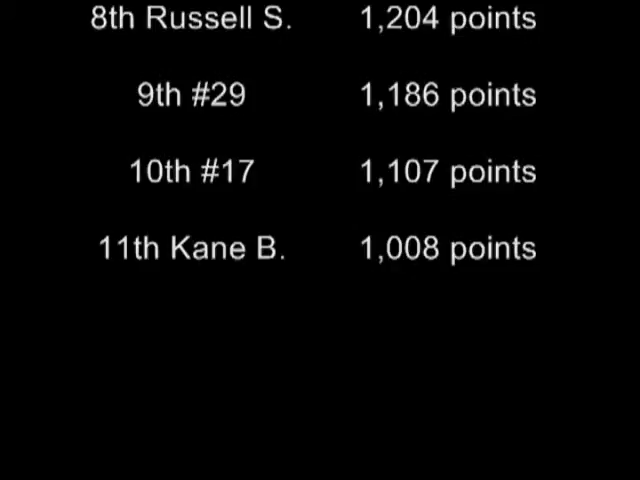 8th Russell S. 1,204 points
9th #29 1,186 points
10th #17 1,107 points
11th Kane B. 1,008 points